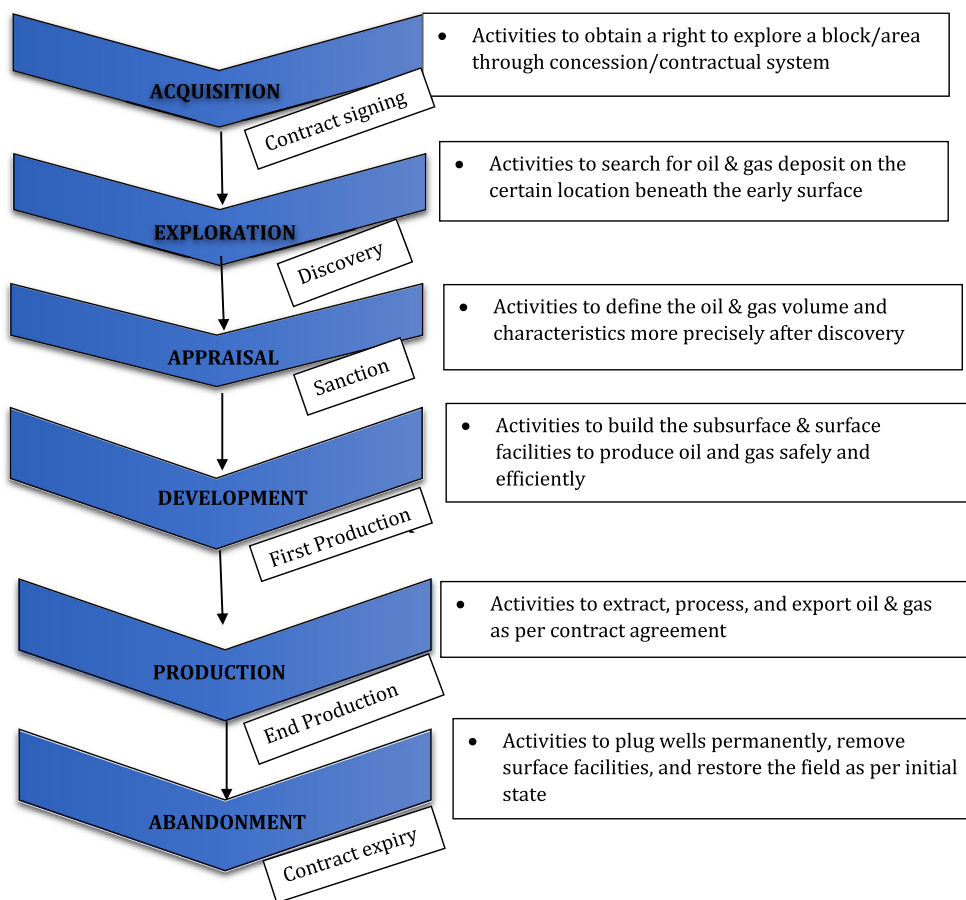 ACQUISITION
• Activities to obtain a right to explore a block/area
through concession/contractual system
Contract signing
EXPLORATION
• Activities to search for oil & gas deposit on the
certain location beneath the early surface
Discovery
APPRAISAL
• Activities to define the oil & gas volume and
characteristics more precisely after discovery
Sanction
DEVELOPMENT
• Activities to build the subsurface & surface
facilities to produce oil and gas safely and
efficiently
First Production
PRODUCTION
• Activities to extract, process, and export oil & gas
as per contract agreement
End Production
ABANDONMENT
• Activities to plug wells permanently, remove
surface facilities, and restore the field as per initial
state
Contract expiry